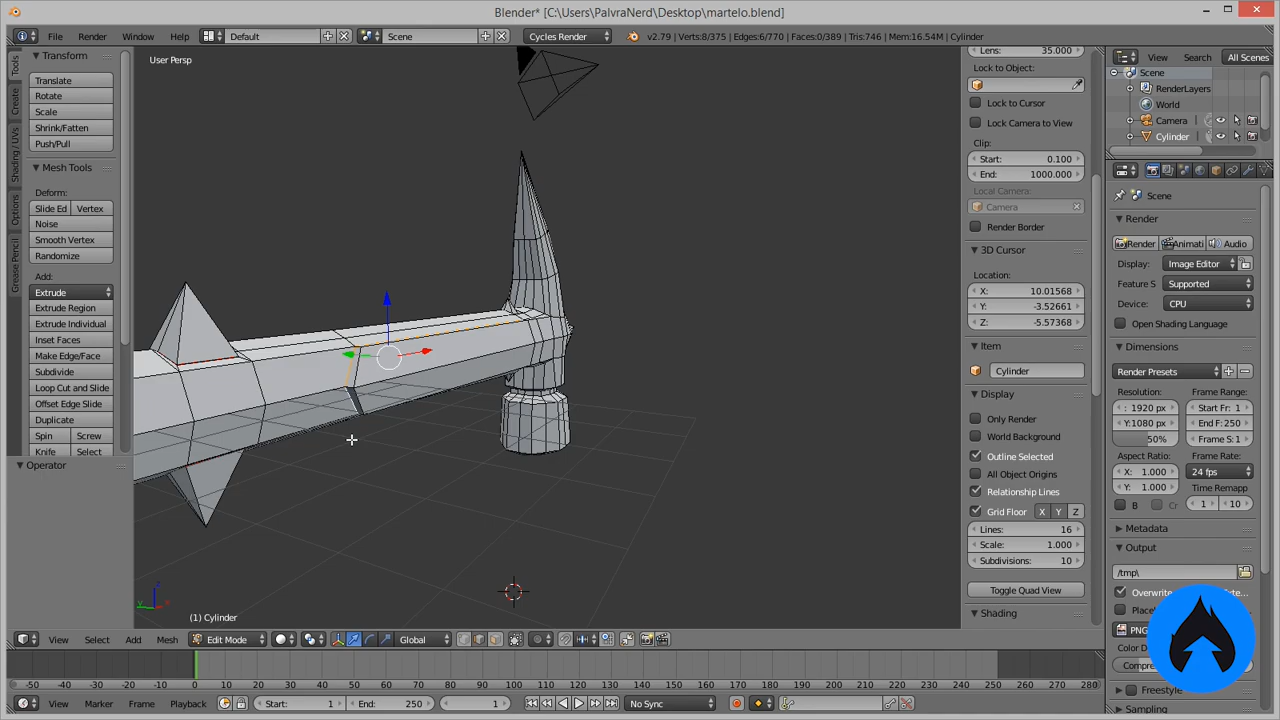 Blender* [C:\Users\PalvraNerd\Desktop\martelo.blend]
File Render Window Help Default Scene Cycles Render v2.79 | Verts:8/375 | Edges:6/770 | Faces:0/389 | Tris:746 | Mem:16.54M | Cylinder View Search All Scenes
Tools
Create
Shading / UVs
Options
Grease Pencil
Transform
Translate
Rotate
Scale
Shrink/Fatten
Push/Pull
Mesh Tools
Deform:
Slide Ed Vertex
Noise
Smooth Vertex
Randomize
Add:
Extrude
Extrude Region
Extrude Individual
Inset Faces
Make Edge/Face
Subdivide
Loop Cut and Slide
Offset Edge Slide
Duplicate
Spin Screw
Knife Select
Operator
User Persp
(1) Cylinder
Lens: 35.000
Lock to Object:
Lock to Cursor
Lock Camera to View
Clip:
Start: 0.100
End: 1000.000
Local Camera:
Camera
Render Border
3D Cursor
Location:
X: 10.01568
Y: -3.52661
Z: -5.57368
Item
Cylinder
Display
Only Render
World Background
Outline Selected
All Object Origins
Relationship Lines
Grid Floor X Y Z
Lines: 16
Scale: 1.000
Subdivisions: 10
Toggle Quad View
Shading
Scene
RenderLayers
World
Camera
Cylinder
Scene
Render
Render Animati Audio
Display: Image Editor
Feature S Supported
Device: CPU
Dimensions
Render Presets
Resolution: Frame Range:
: 1920 px Start Fr: 1
Y:1080 px End F:250
50% Frame S:1
Aspect Ratio: Frame Rate:
X: 1.000 24 fps
Y: 1.000 Time Remapp
B Cr 1 10
Metadata
Output
/tmp\
Overwrite
Place
PNG
Color D
Compre
Freestyle
Sampling
View Select Add Mesh Edit Mode Global
-50 -40 -30 -20 -10 0 10 20 30 40 50 60 70 80 90 100 110 120 130 140 150 160 170 180 190 200 210 220 230 240 250 260 270 280
View Marker Frame Playback Start: 1 End: 250 1 No Sync
x y z